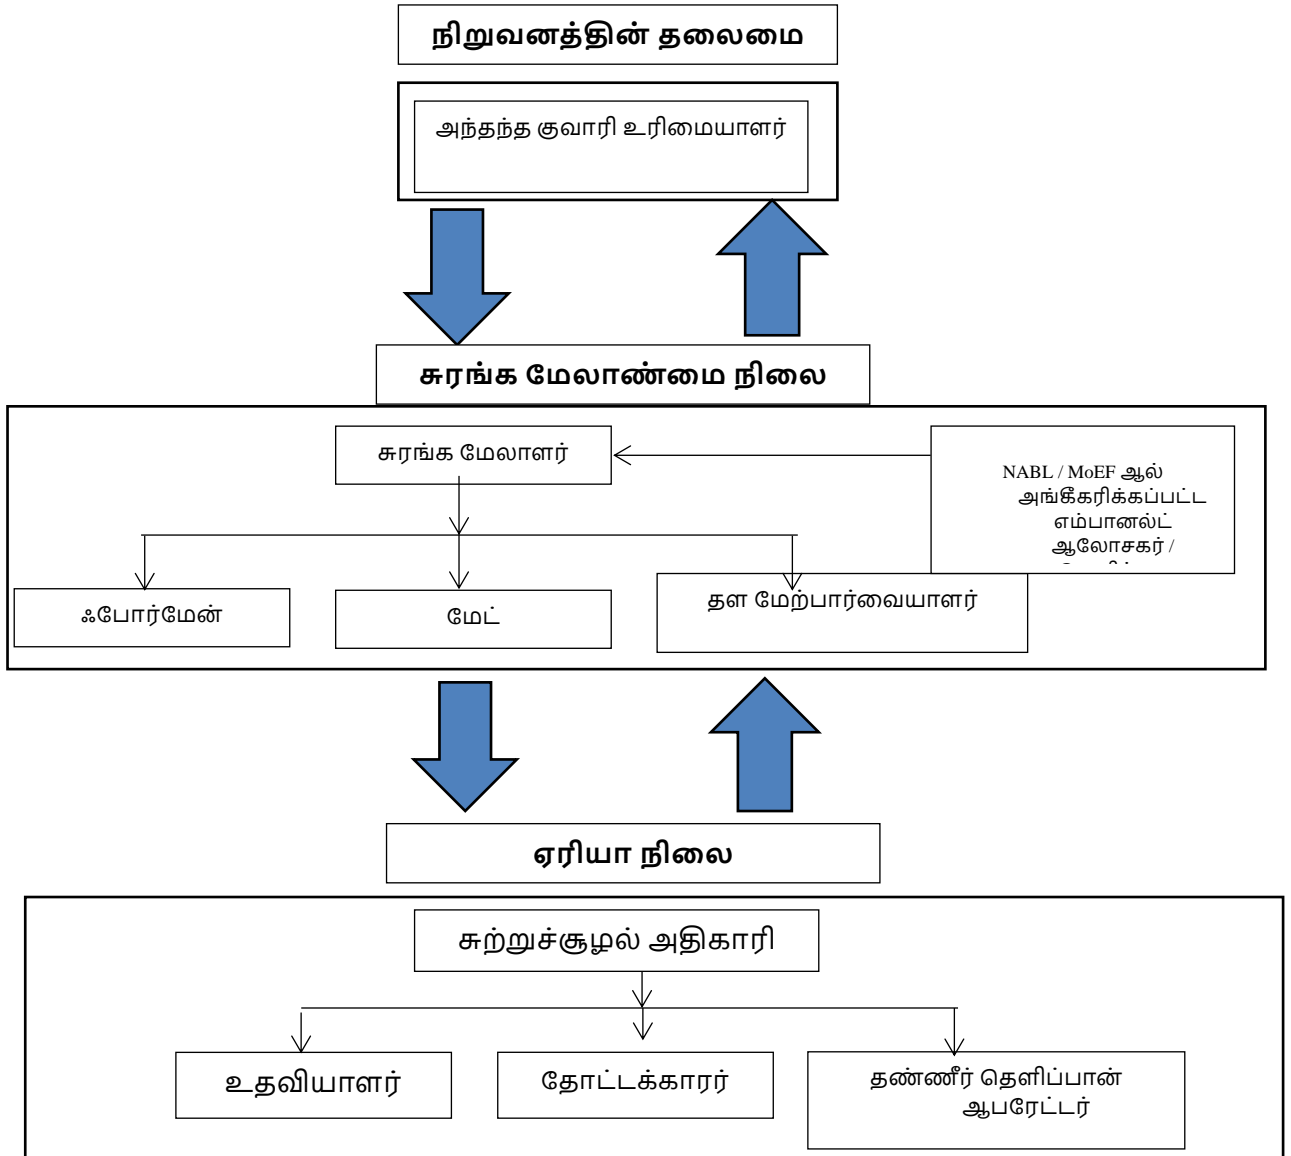 நிறுவனத்தின் தலைமை
அந்தந்த குவாரி உரிமையாளர்
சுரங்க மேலாண்மை நிலை
சுரங்க மேலாளர்
NABL / MoEF ஆல்
அங்கீகரிக்கப்பட்ட
எம்பானல்ட்
ஆலோசகர் /
ஃபோர்மேன்
மேட்
தள மேற்பார்வையாளர்
ஏரியா நிலை
சுற்றுச்சூழல் அதிகாரி
உதவியாளர்
தோட்டக்காரர்
தண்ணீர் தெளிப்பான்
ஆபரேட்டர்